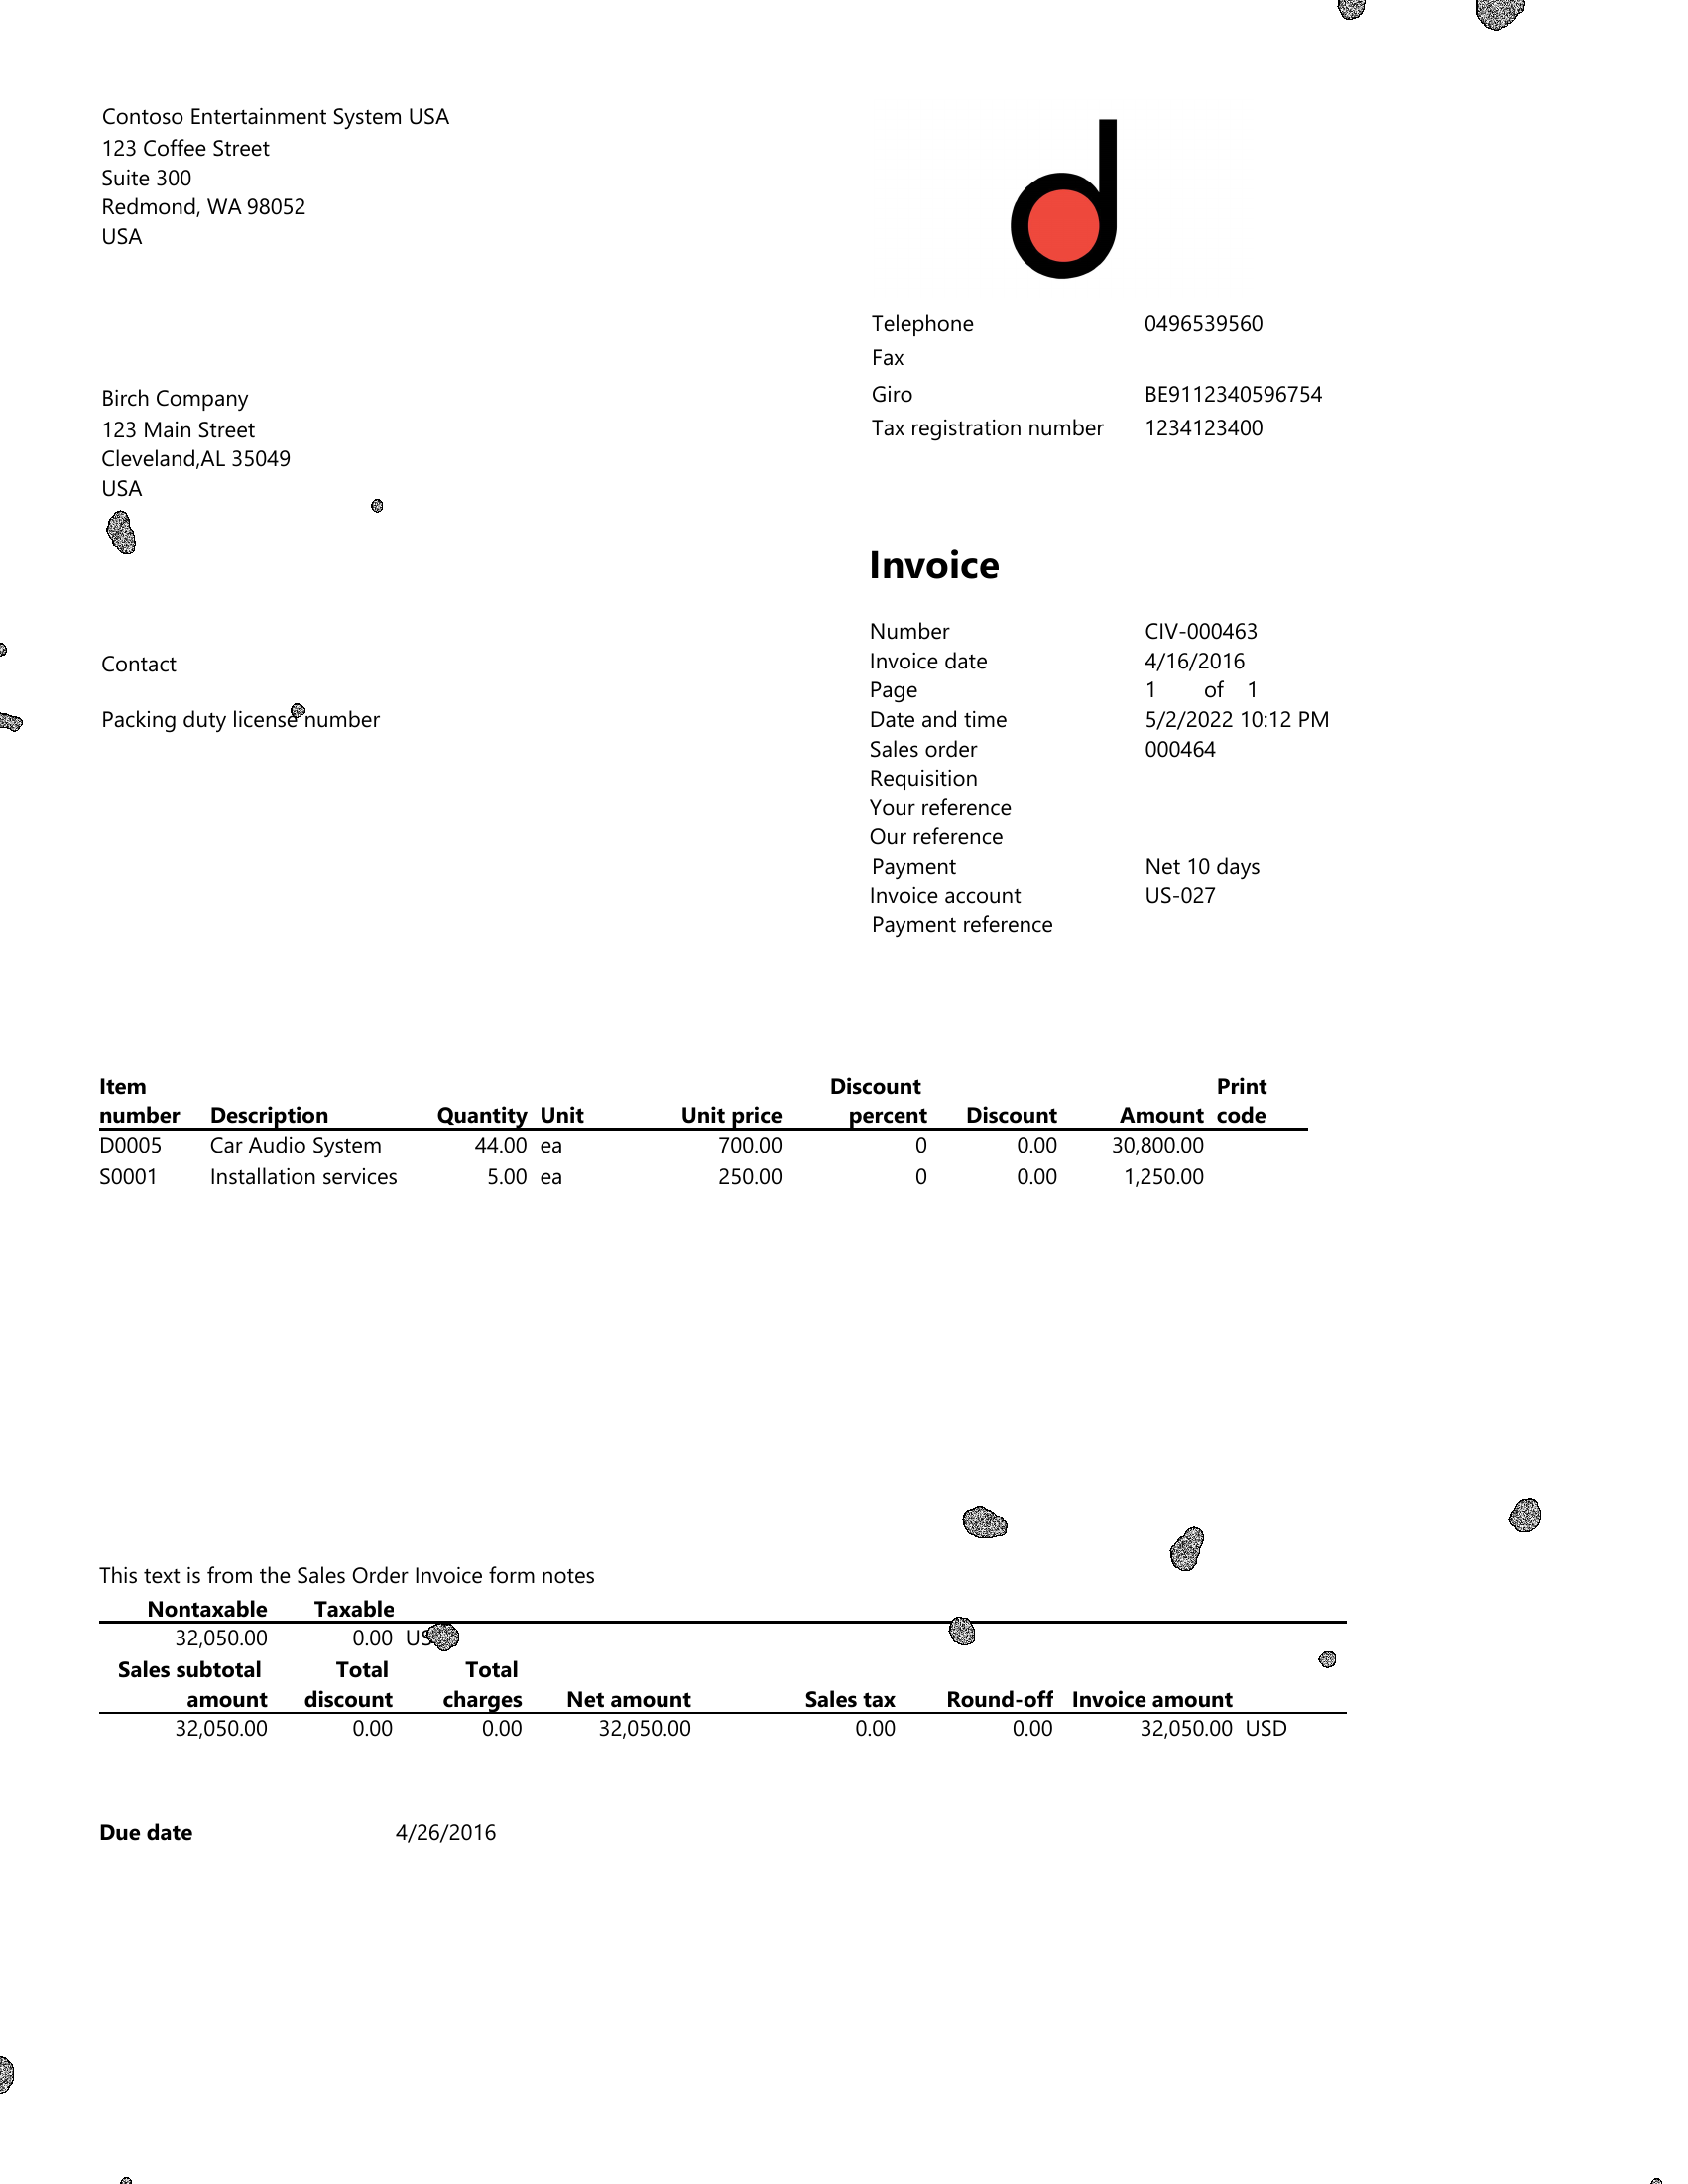 Contoso Entertainment System USA
123 Coffee Street
Suite 300
Redmond, WA 98052
USA
Telephone 0496539560
Fax
Giro BE9112340596754
Tax registration number 1234123400
Birch Company
123 Main Street
Cleveland,AL 35049
USA
Invoice
Number CIV-000463
Invoice date 4/16/2016
Page 1 of 1
Date and time 5/2/2022 10:12 PM
Sales order 000464
Requisition
Your reference
Our reference
Payment Net 10 days
Invoice account US-027
Payment reference
Contact
Packing duty license number
Item Discount Print
number Description Quantity Unit Unit price percent Discount Amount code
D0005 Car Audio System 44.00 ea 700.00 0 0.00 30,800.00
S0001 Installation services 5.00 ea 250.00 0 0.00 1,250.00
This text is from the Sales Order Invoice form notes
Nontaxable Taxable
32,050.00 0.00
Sales subtotal Total Total
amount discount charges Net amount Sales tax Round-off Invoice amount
32,050.00 0.00 0.00 32,050.00 0.00 0.00 32,050.00 USD
Due date 4/26/2016